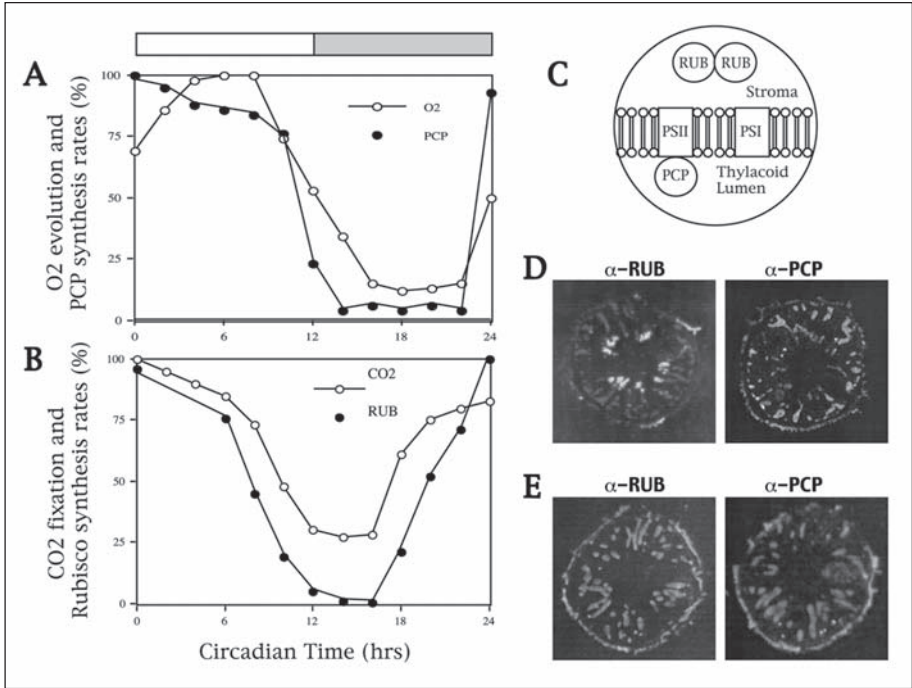 A
O2 evolution and
PCP synthesis rates (%)
100
75
50
25
0
O2
PCP
0 6 12 18 24
B
CO2 fixation and
Rubisco synthesis rates (%)
100
75
50
25
0
CO2
RUB
0 6 12 18 24
Circadian Time (hrs)
C
RUB RUB
Stroma
PSII PSI
PCP
Thylacoid
Lumen
D
α-RUB α-PCP
E
α-RUB α-PCP